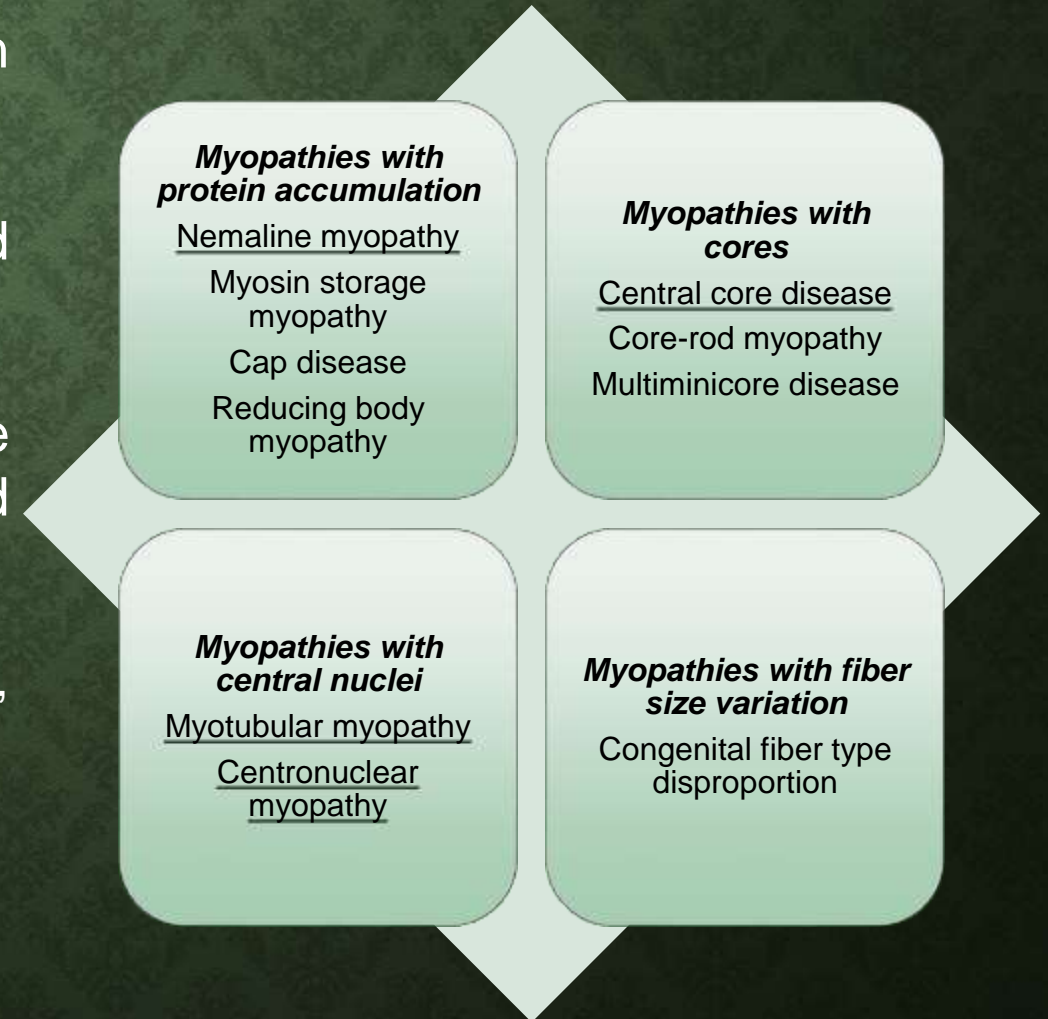 Myopathies with
protein accumulation
Nemaline myopathy
Myosin storage
myopathy
Cap disease
Reducing body
myopathy
Myopathies with
cores
Central core disease
Core-rod myopathy
Multiminicore disease
Myopathies with
central nuclei
Myotubular myopathy
Centronuclear
myopathy
Myopathies with fiber
size variation
Congenital fiber type
disproportion